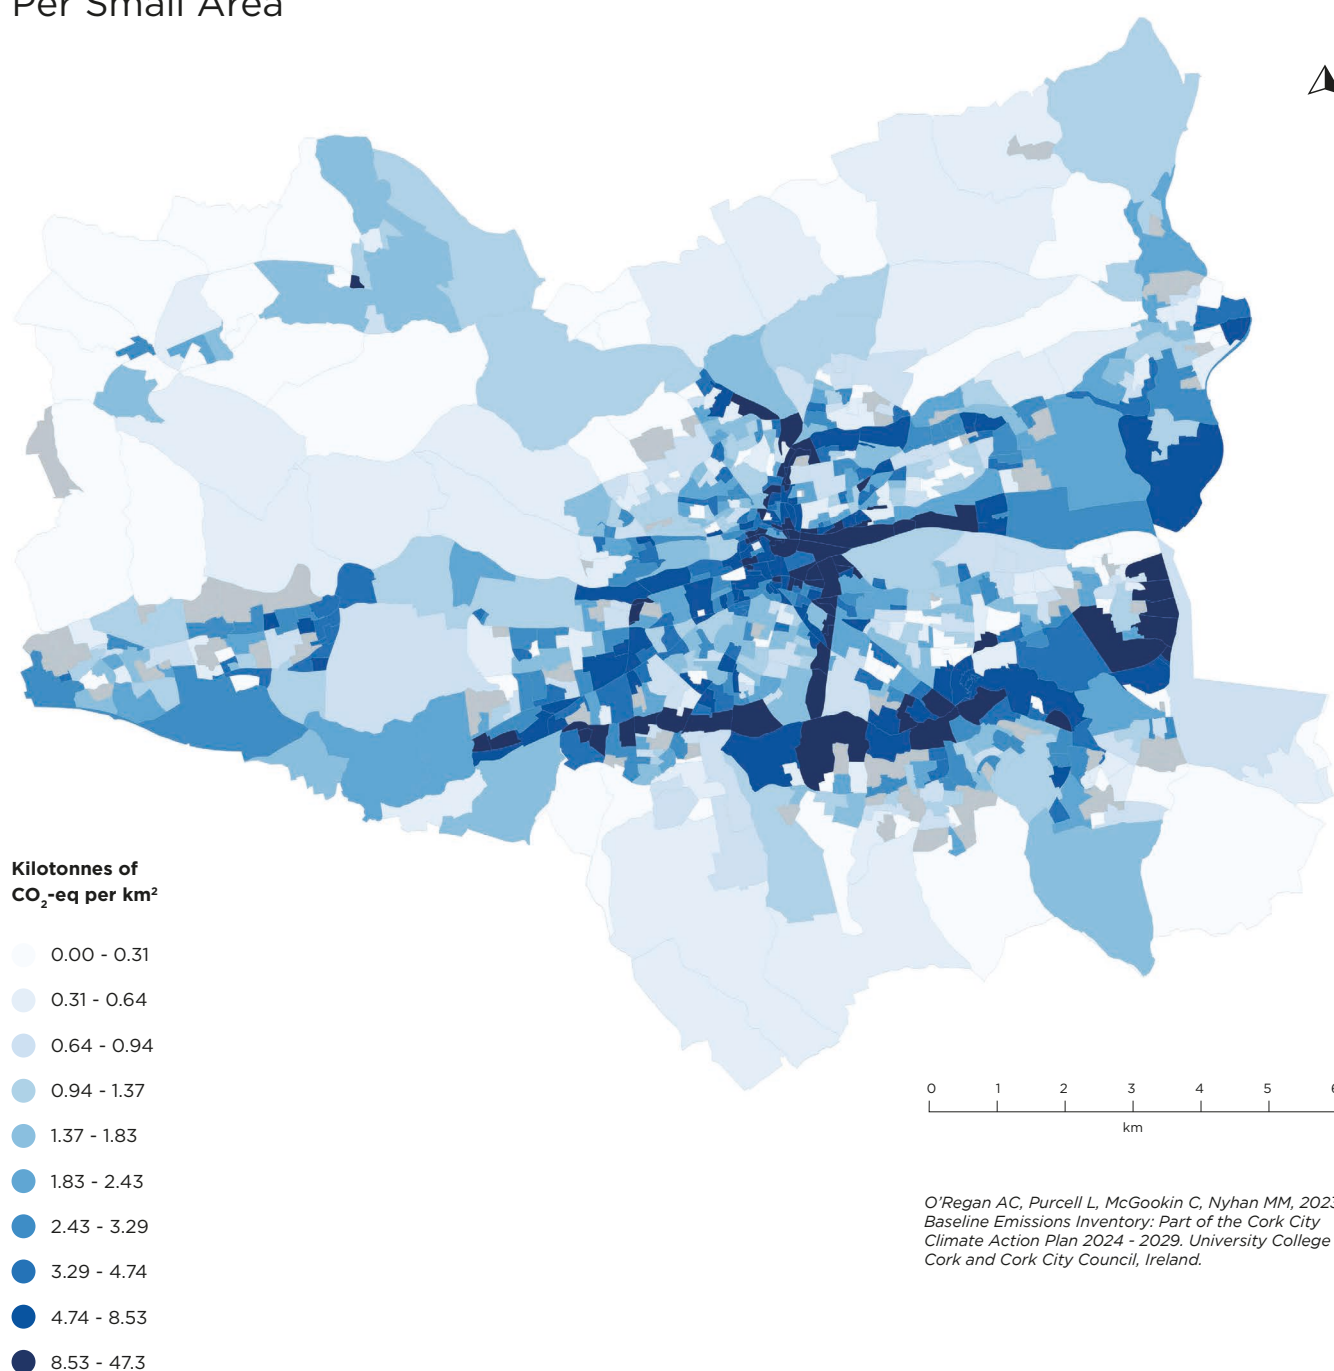 Per Small Area
Kilotonnes of
CO₂-eq per km²
0.00 - 0.31
0.31 - 0.64
0.64 - 0.94
0.94 - 1.37
1.37 - 1.83
1.83 - 2.43
2.43 - 3.29
3.29 - 4.74
4.74 - 8.53
8.53 - 47.3
0 1 2 3 4 5 6
km
O'Regan AC, Purcell L, McGookin C, Nyhan MM, 2023
Baseline Emissions Inventory: Part of the Cork City
Climate Action Plan 2024 - 2029. University College
Cork and Cork City Council, Ireland.